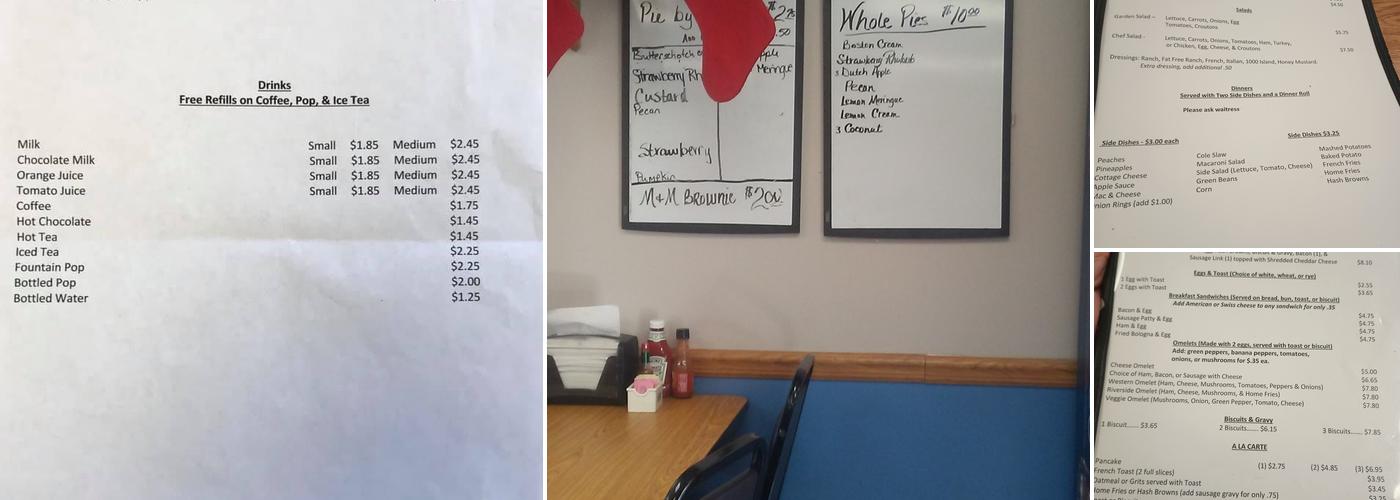 Drinks
Free Refills on Coffee, Pop, & Ice Tea
Milk Small $1.85 Medium $2.45
Chocolate Milk Small $1.85 Medium $2.45
Orange Juice Small $1.85 Medium $2.45
Tomato Juice Small $1.85 Medium $2.45
Coffee $1.75
Hot Chocolate $1.45
Hot Tea $1.45
Iced Tea $2.25
Fountain Pop $2.25
Bottled Pop $2.00
Bottled Water $1.25
Pie by
.50
Butterscotch
Strawberry Rh Meringue
Custard
Pecan
Strawberry
Pumpkin
M&M Brownie $2.00
Whole Pies $10.00
Boston Cream
Strawberry Rhubarb
3 Dutch Apple
Pecan
Lemon Meringue
Lemon Cream
3 Coconut
$4.50
Salads
Garden Salad - Lettuce, Carrots, Onions, Egg
Tomatoes, Croutons $5.75
Chef Salad - Lettuce, Carrots, Onions, Tomatoes, Ham, Turkey,
or Chicken, Egg, Cheese, & Croutons $7.50
Dressings: Ranch, Fat Free Ranch, French, Italian, 1000 Island, Honey Mustard.
Extra dressing, add additional .50
Dinners
Served with Two Side Dishes and a Dinner Roll
Please ask waitress
Side Dishes - $3.00 each Side Dishes $3.25
Peaches Cole Slaw Mashed Potatoes
Pineapples Macaroni Salad Baked Potato
Cottage Cheese Side Salad (Lettuce, Tomato, Cheese) French Fries
Apple Sauce Green Beans Home Fries
Mac & Cheese Corn Hash Browns
nion Rings (add $1.00)
Sausage Link (1) topped with Shredded Cheddar Cheese $8.10
Eggs & Toast (Choice of white, wheat, or rye)
1 Egg with Toast $2.55
2 Eggs with Toast $3.65
Breakfast Sandwiches (Served on bread, bun, toast, or biscuit)
Add American or Swiss cheese to any sandwich for only .35
Bacon & Egg $4.75
Sausage Patty & Egg $4.75
Ham & Egg $4.75
Fried Bologna & Egg $4.75
Omelets (Made with 2 eggs, served with toast or biscuit)
Add: green peppers, banana peppers, tomatoes,
onions, or mushrooms for $.35 ea.
Cheese Omelet $5.00
Choice of Ham, Bacon, or Sausage with Cheese $6.65
Western Omelet (Ham, Cheese, Mushrooms, Tomatoes, Peppers & Onions) $7.80
Riverside Omelet (Ham, Cheese, Mushrooms, & Home Fries) $7.80
Veggie Omelet (Mushrooms, Onion, Green Pepper, Tomato, Cheese) $7.80
Biscuits & Gravy
1 Biscuit...... $3.65 2 Biscuits...... $6.15 3 Biscuits...... $7.85
A LA CARTE
Pancake (1) $2.75 (2) $4.85 (3) $6.95
French Toast (2 full slices) $3.95
Oatmeal or Grits served with Toast $3.45
Home Fries or Hash Browns (add sausage gravy for only .75)